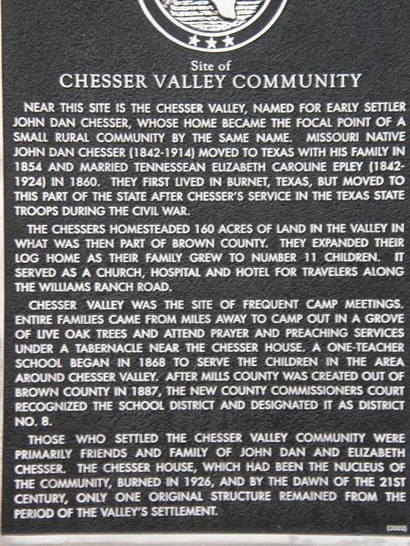 Site of
CHESSER VALLEY COMMUNITY
NEAR THIS SITE IS THE CHESSER VALLEY, NAMED FOR EARLY SETTLER
JOHN DAN CHESSER, WHOSE HOME BECAME THE FOCAL POINT OF A
SMALL RURAL COMMUNITY BY THE SAME NAME. MISSOURI NATIVE
JOHN DAN CHESSER (1842-1914) MOVED TO TEXAS WITH HIS FAMILY IN
1854 AND MARRIED TENNESSEAN ELIZABETH CAROLINE EPLEY (1842-
1924) IN 1860. THEY FIRST LIVED IN BURNET, TEXAS, BUT MOVED TO
THIS PART OF THE STATE AFTER CHESSER'S SERVICE IN THE TEXAS STATE
TROOPS DURING THE CIVIL WAR.
THE CHESSERS HOMESTEADED 160 ACRES OF LAND IN THE VALLEY IN
WHAT WAS THEN PART OF BROWN COUNTY. THEY EXPANDED THEIR
LOG HOME AS THEIR FAMILY GREW TO NUMBER 11 CHILDREN. IT
SERVED AS A CHURCH, HOSPITAL AND HOTEL FOR TRAVELERS ALONG
THE WILLIAMS RANCH ROAD.
CHESSER VALLEY WAS THE SITE OF FREQUENT CAMP MEETINGS.
ENTIRE FAMILIES CAME FROM MILES AWAY TO CAMP OUT IN A GROVE
OF LIVE OAK TREES AND ATTEND PRAYER AND PREACHING SERVICES
UNDER A TABERNACLE NEAR THE CHESSER HOUSE. A ONE-TEACHER
SCHOOL BEGAN IN 1868 TO SERVE THE CHILDREN IN THE AREA
AROUND CHESSER VALLEY. AFTER MILLS COUNTY WAS CREATED OUT OF
BROWN COUNTY IN 1887, THE NEW COUNTY COMMISSIONERS COURT
RECOGNIZED THE SCHOOL DISTRICT AND DESIGNATED IT AS DISTRICT
NO. 8.
THOSE WHO SETTLED THE CHESSER VALLEY COMMUNITY WERE
PRIMARILY FRIENDS AND FAMILY OF JOHN DAN AND ELIZABETH
CHESSER. THE CHESSER HOUSE, WHICH HAD BEEN THE NUCLEUS OF
THE COMMUNITY, BURNED IN 1926, AND BY THE DAWN OF THE 21ST
CENTURY, ONLY ONE ORIGINAL STRUCTURE REMAINED FROM THE
PERIOD OF THE VALLEY'S SETTLEMENT.
(2002)